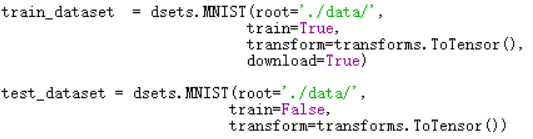 train_dataset  = dsets.MNIST(root='./data/',
                             train=True,
                             transform=transforms.ToTensor(),
                             download=True)

test_dataset = dsets.MNIST(root='./data/',
                           train=False,
                           transform=transforms.ToTensor())